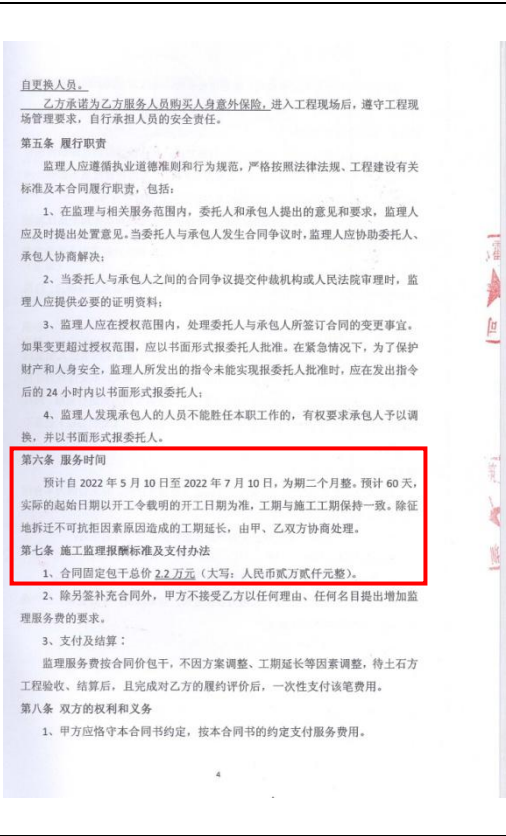 自更换人员。
乙方承诺为乙方服务人员购买人身意外保险，进入工程现场后，遵守工程现
场管理要求，自行承担人员的安全责任。
第五条 履行职责
监理人应遵循执业道德准则和行为规范，严格按照法律法规、工程建设有关
标准及本合同履行职责，包括：
1、在监理与相关服务范围内，委托人和承包人提出的意见和要求，监理人
应及时提出处置意见。当委托人与承包人发生合同争议时，监理人应协助委托人、
承包人协商解决；
2、当委托人与承包人之间的合同争议提交仲裁机构或人民法院审理时，监
理人应提供必要的证明资料；
3、监理人应在授权范围内，处理委托人与承包人所签订合同的变更事宜。
如果变更超过授权范围，应以书面形式报委托人批准。在紧急情况下，为了保护
财产和人身安全，监理人所发出的指令未能实现报委托人批准时，应在发出指令
后的 24 小时内以书面形式报委托人；
4、监理人发现承包人的人员不能胜任本职工作的，有权要求承包人予以调
换，并以书面形式报委托人。
第六条 服务时间
预计自 2022 年 5 月 10 日至 2022 年 7 月 10 日，为期二个月整。预计 60 天，
实际的起始日期以开工令载明的开工日期为准，工期与施工工期保持一致。除征
地拆迁不可抗拒因素原因造成的工期延长，由甲、乙双方协商处理。
第七条 施工监理报酬标准及支付办法
1、合同固定包干总价 2.2 万元（大写：人民币贰万贰仟元整）。
2、除另签补充合同外，甲方不接受乙方以任何理由、任何名目提出增加监
理服务费的要求。
3、支付及结算：
监理服务费按合同价包干，不因方案调整、工期延长等因素调整，待土石方
工程验收、结算后，且完成对乙方的履约评价后，一次性支付该笔费用。
第八条 双方的权利和义务
1、甲方应恪守本合同书约定，按本合同书的约定支付服务费用。
4